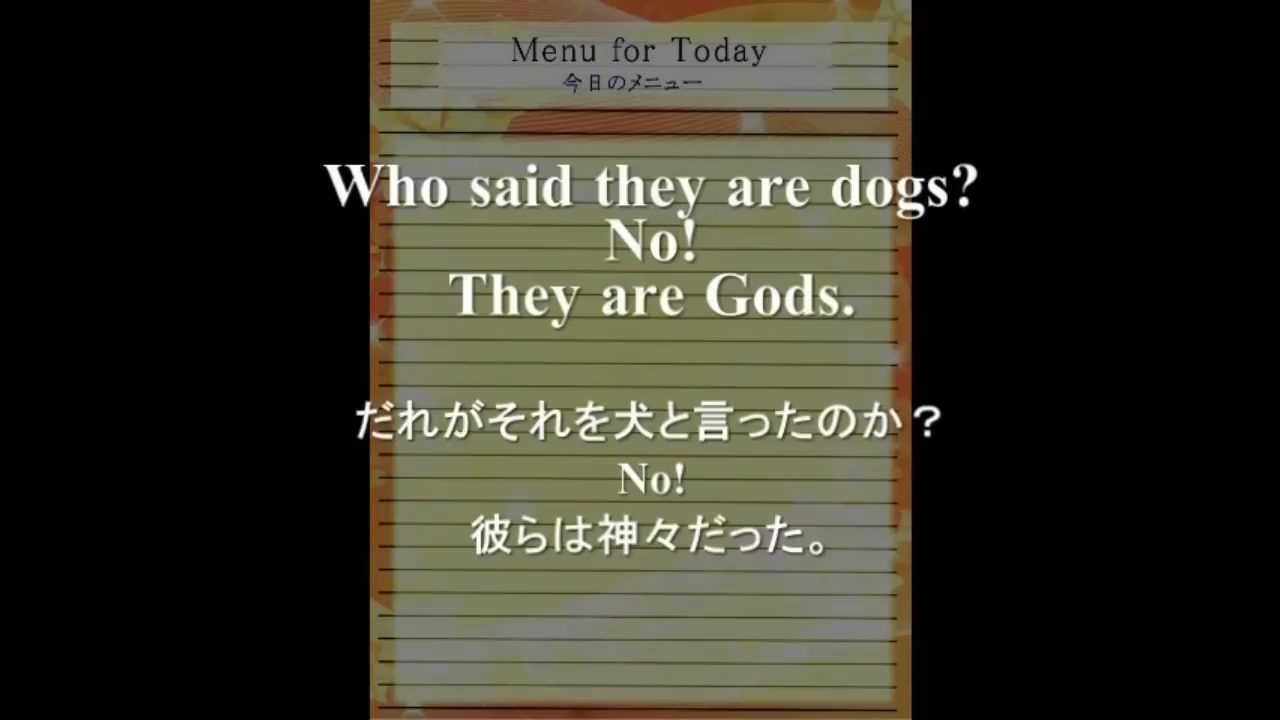 Menu for Today
今日のメニュー
Who said they are dogs?
No!
They are Gods.
だれがそれを犬と言ったのか？
No!
彼らは神々だった。